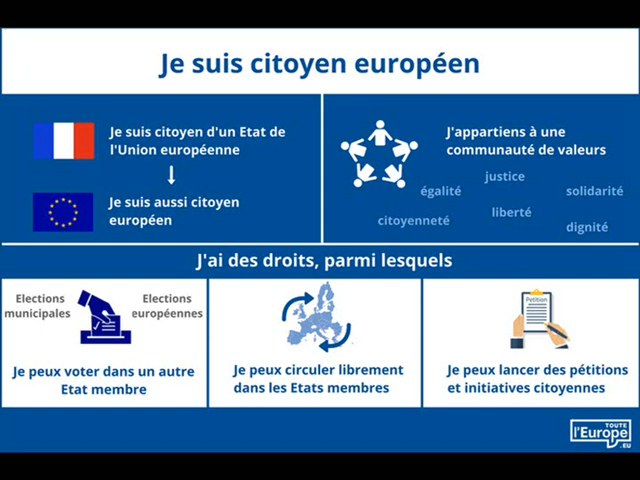 Je suis citoyen européen
Je suis citoyen d'un Etat de
l'Union européenne
Je suis aussi citoyen
européen
J'appartiens à une
communauté de valeurs
justice
égalité
solidarité
liberté
citoyenneté
dignité
J'ai des droits, parmi lesquels
Elections
municipales
Elections
européennes
Je peux voter dans un autre
Etat membre
Je peux circuler librement
dans les Etats membres
Petition
Je peux lancer des pétitions
et initiatives citoyennes
TOUTE
l'Europe
.EU